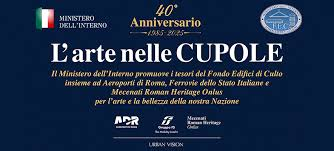 MINISTERO
DELL'INTERNO
40° Anniversario
1985-2025
FEC
L'arte nelle CUPOLE
Il Ministero dell'Interno promuove i tesori del Fondo Edifici di Culto
insieme ad Aeroporti di Roma, Ferrovie dello Stato Italiane e
Mecenati Roman Heritage Onlus
per l'arte e la bellezza della nostra Nazione
ADR
Mecenati
Roman Heritage
Onlus
URBAN VISION